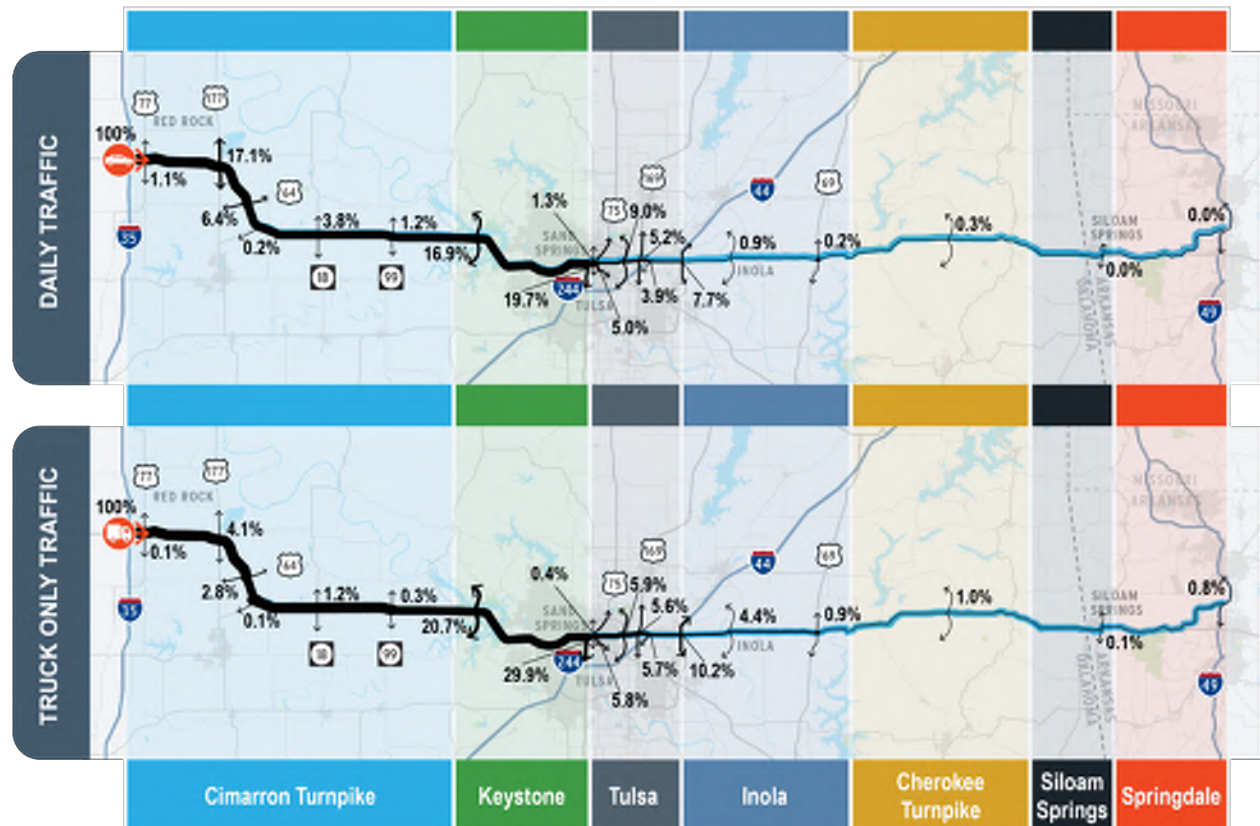 DAILY TRAFFIC
77
177
RED ROCK
100%
17.1%
1.1%
64
6.4%
0.2%
3.8%
1.2%
16.9%
35
18
99
1.3%
75
169
9.0%
SAND
SPRINGS
5.2%
19.7%
244
TULSA
3.9%
5.0%
7.7%
44
69
0.9%
INOLA
0.2%
0.3%
MISSOURI
ARKANSAS
SILOAM
SPRINGS
0.0%
0.0%
ARKANSAS
OKLAHOMA
49
TRUCK ONLY TRAFFIC
77
177
RED ROCK
100%
4.1%
0.1%
64
2.8%
0.1%
1.2%
0.3%
20.7%
35
18
99
0.4%
75
169
5.9%
SAND
SPRINGS
5.6%
29.9%
244
TULSA
5.7%
5.8%
10.2%
44
69
4.4%
INOLA
0.9%
1.0%
MISSOURI
ARKANSAS
SILOAM
SPRINGS
0.8%
0.1%
ARKANSAS
OKLAHOMA
49
Cimarron Turnpike
Keystone
Tulsa
Inola
Cherokee
Turnpike
Siloam
Springs
Springdale